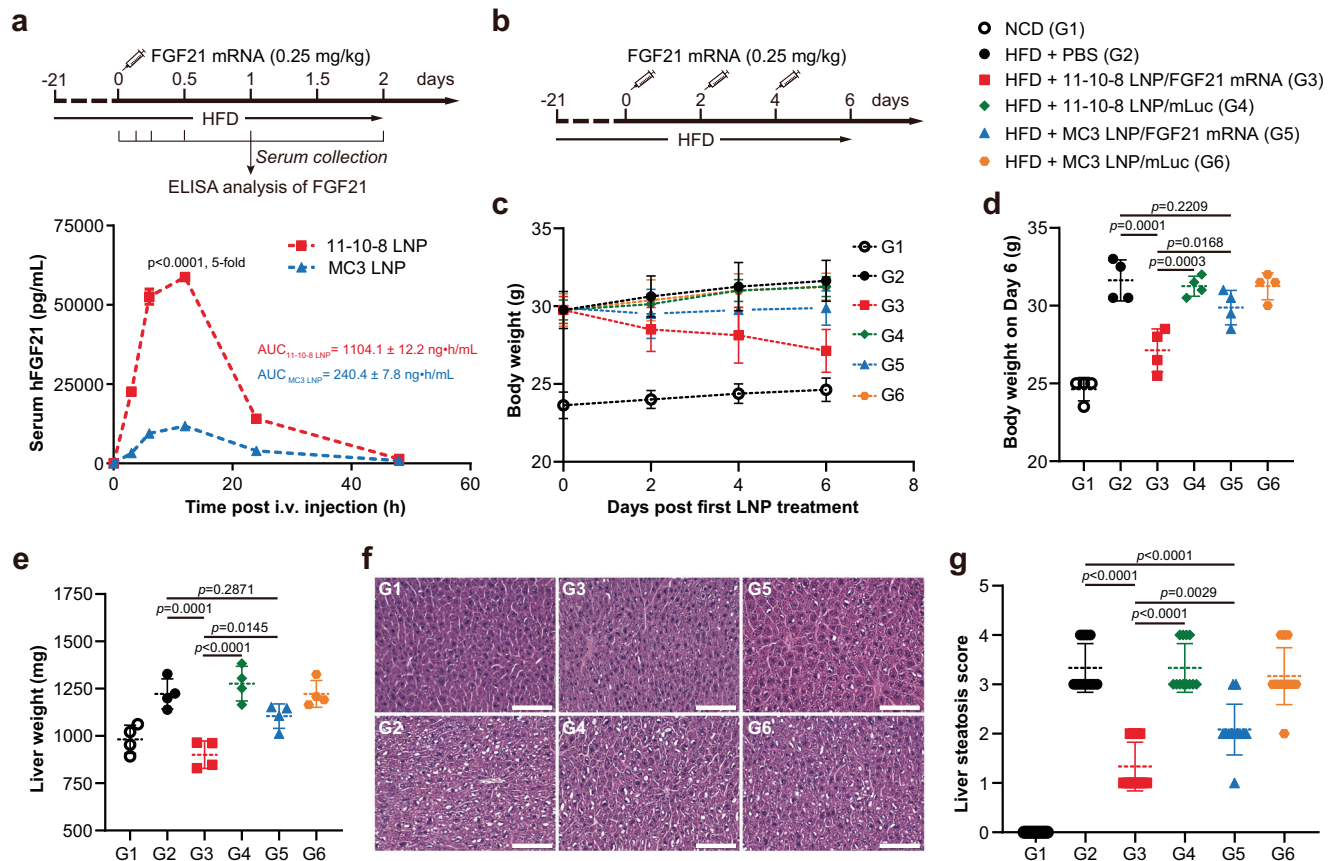 a
FGF21 mRNA (0.25 mg/kg)
-21 0 0.5 1 1.5 2 days
HFD
Serum collection
ELISA analysis of FGF21
75000
50000
25000
0
Serum hFGF21 (pg/mL)
p<0.0001, 5-fold
11-10-8 LNP
MC3 LNP
AUC11-10-8 LNP= 1104.1 ± 12.2 ng•h/mL
AUC MC3 LNP= 240.4 ± 7.8 ng•h/mL
0 20 40 60
Time post i.v. injection (h)
b
FGF21 mRNA (0.25 mg/kg)
-21 0 2 4 6 days
HFD
NCD (G1)
HFD + PBS (G2)
HFD + 11-10-8 LNP/FGF21 mRNA (G3)
HFD + 11-10-8 LNP/mLuc (G4)
HFD + MC3 LNP/FGF21 mRNA (G5)
HFD + MC3 LNP/mLuc (G6)
c
35
30
25
20
Body weight (g)
G1
G2
G3
G4
G5
G6
0 2 4 6 8
Days post first LNP treatment
d
p=0.2209
p=0.0001
p=0.0168
p=0.0003
35
30
25
20
Body weight on Day 6 (g)
G1 G2 G3 G4 G5 G6
e
p=0.2871
p=0.0001
p=0.0145
p<0.0001
1750
1500
1250
1000
750
500
Liver weight (mg)
G1 G2 G3 G4 G5 G6
f
G1 G3 G5
G2 G4 G6
g
p<0.0001
p<0.0001
p=0.0029
p<0.0001
5
4
3
2
1
0
Liver steatosis score
G1 G2 G3 G4 G5 G6